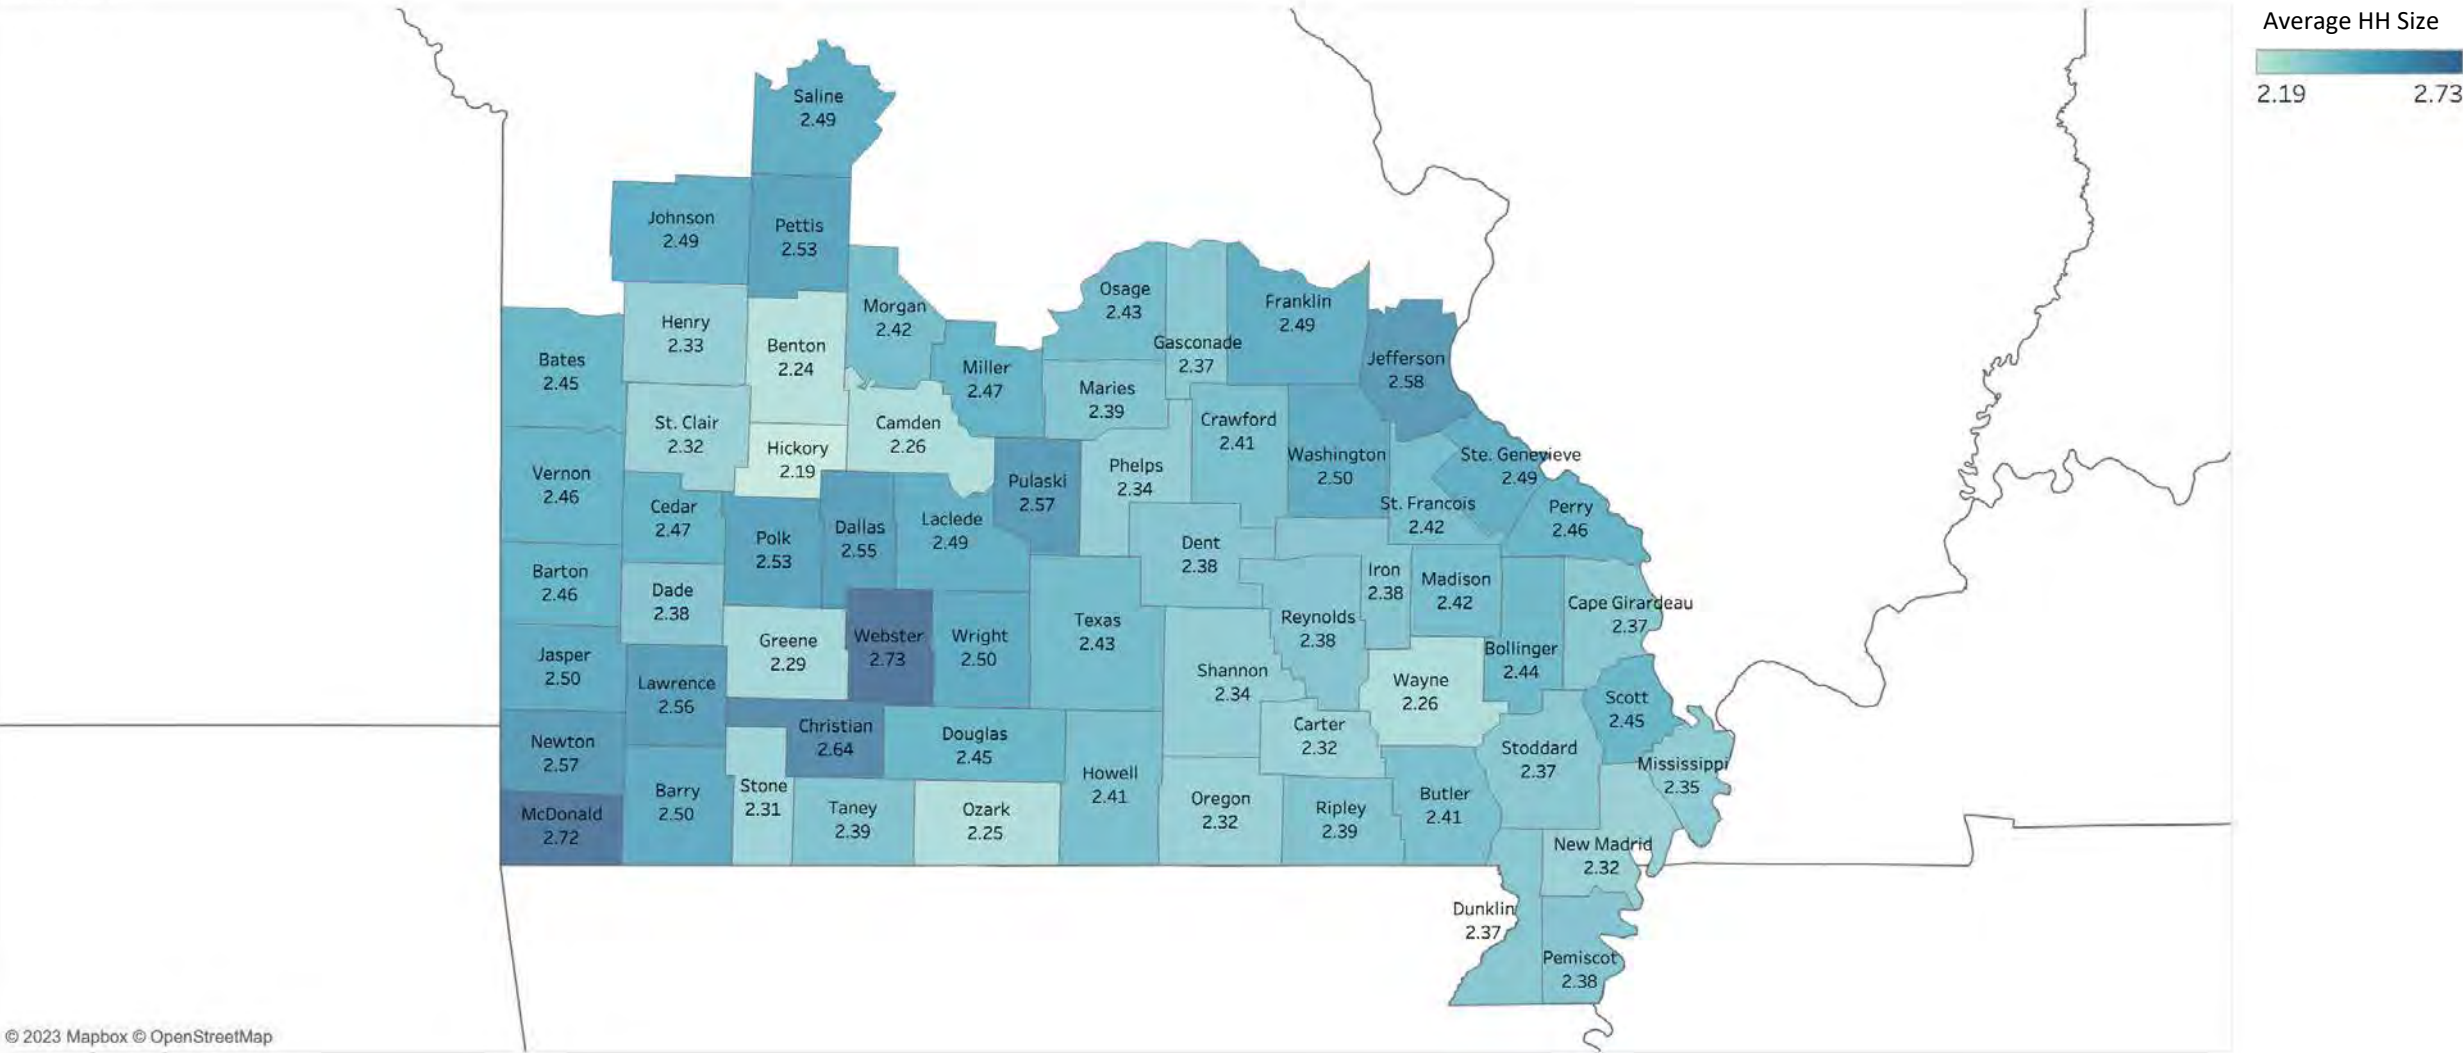 Average HH Size
2.19 2.73
Saline
2.49
Johnson
2.49
Pettis
2.53
Henry
2.33
Benton
2.24
Morgan
2.42
Osage
2.43
Gasonade
2.37
Franklin
2.49
Jefferson
2.58
Bates
2.45
Miller
2.47
Maries
2.39
St. Clair
2.32
Hickory
2.19
Camden
2.26
Crawford
2.41
Washington
2.50
Ste. Genevieve
2.49
St. Francois
2.42
Perry
2.46
Vernon
2.46
Cedar
2.47
Polk
2.53
Dallas
2.55
Laclede
2.49
Pulaski
2.57
Phelps
2.34
Dent
2.38
Iron
2.38
Madison
2.42
Cape Girardeau
2.37
Barton
2.46
Dade
2.38
Greene
2.29
Webster
2.73
Wright
2.50
Texas
2.43
Reynolds
2.38
Bollinger
2.44
Jasper
2.50
Lawrence
2.56
Shannon
2.34
Wayne
2.26
Scott
2.45
Newton
2.57
Christian
2.64
Douglas
2.45
Carter
2.32
Stoddard
2.37
Mississippi
2.35
McDonald
2.72
Barry
2.50
Stone
2.31
Taney
2.39
Ozark
2.25
Howell
2.41
Oregon
2.32
Ripley
2.39
Butler
2.41
New Madrid
2.32
Dunklin
2.37
Pemiscot
2.38
© 2023 Mapbox © OpenStreetMap